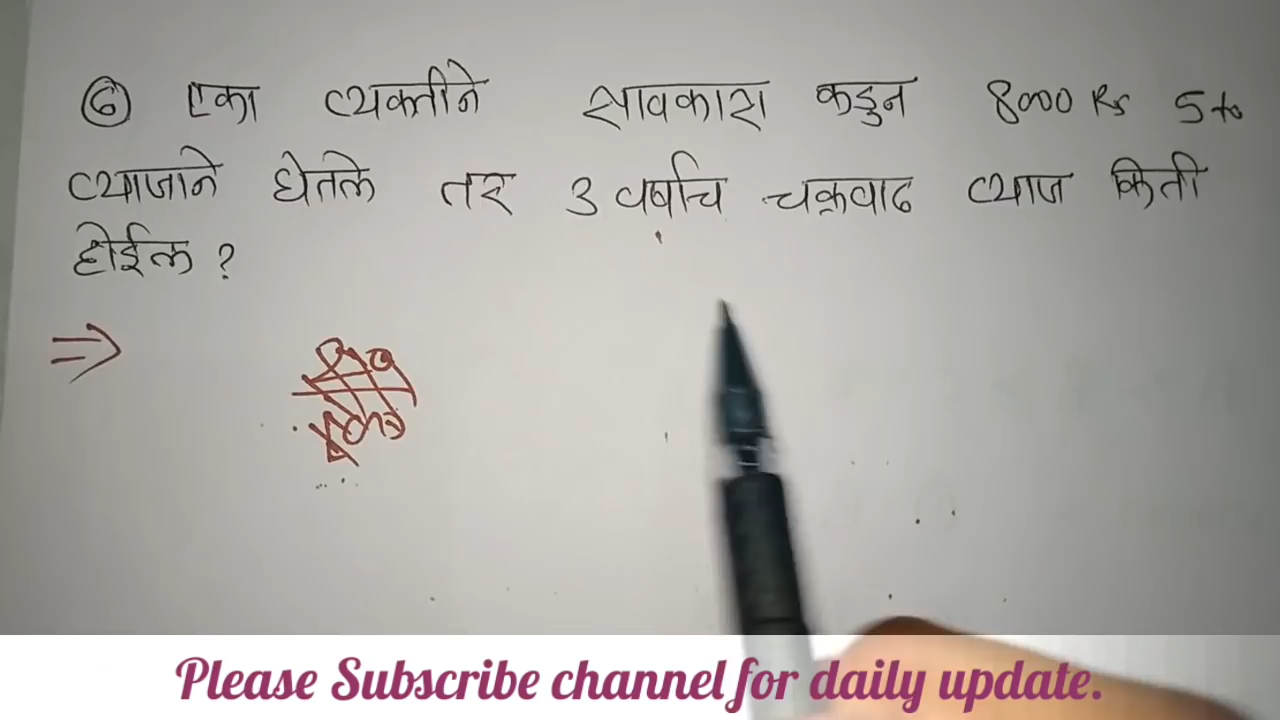 ⑥ एका व्यक्तीने सावकारा कडुन 8000 Rs 5%
व्याजाने घेतले तर 3 वर्षाचे चक्रवाढ व्याज किती
होईल ?
⇒
Please Subscribe channel for daily update.